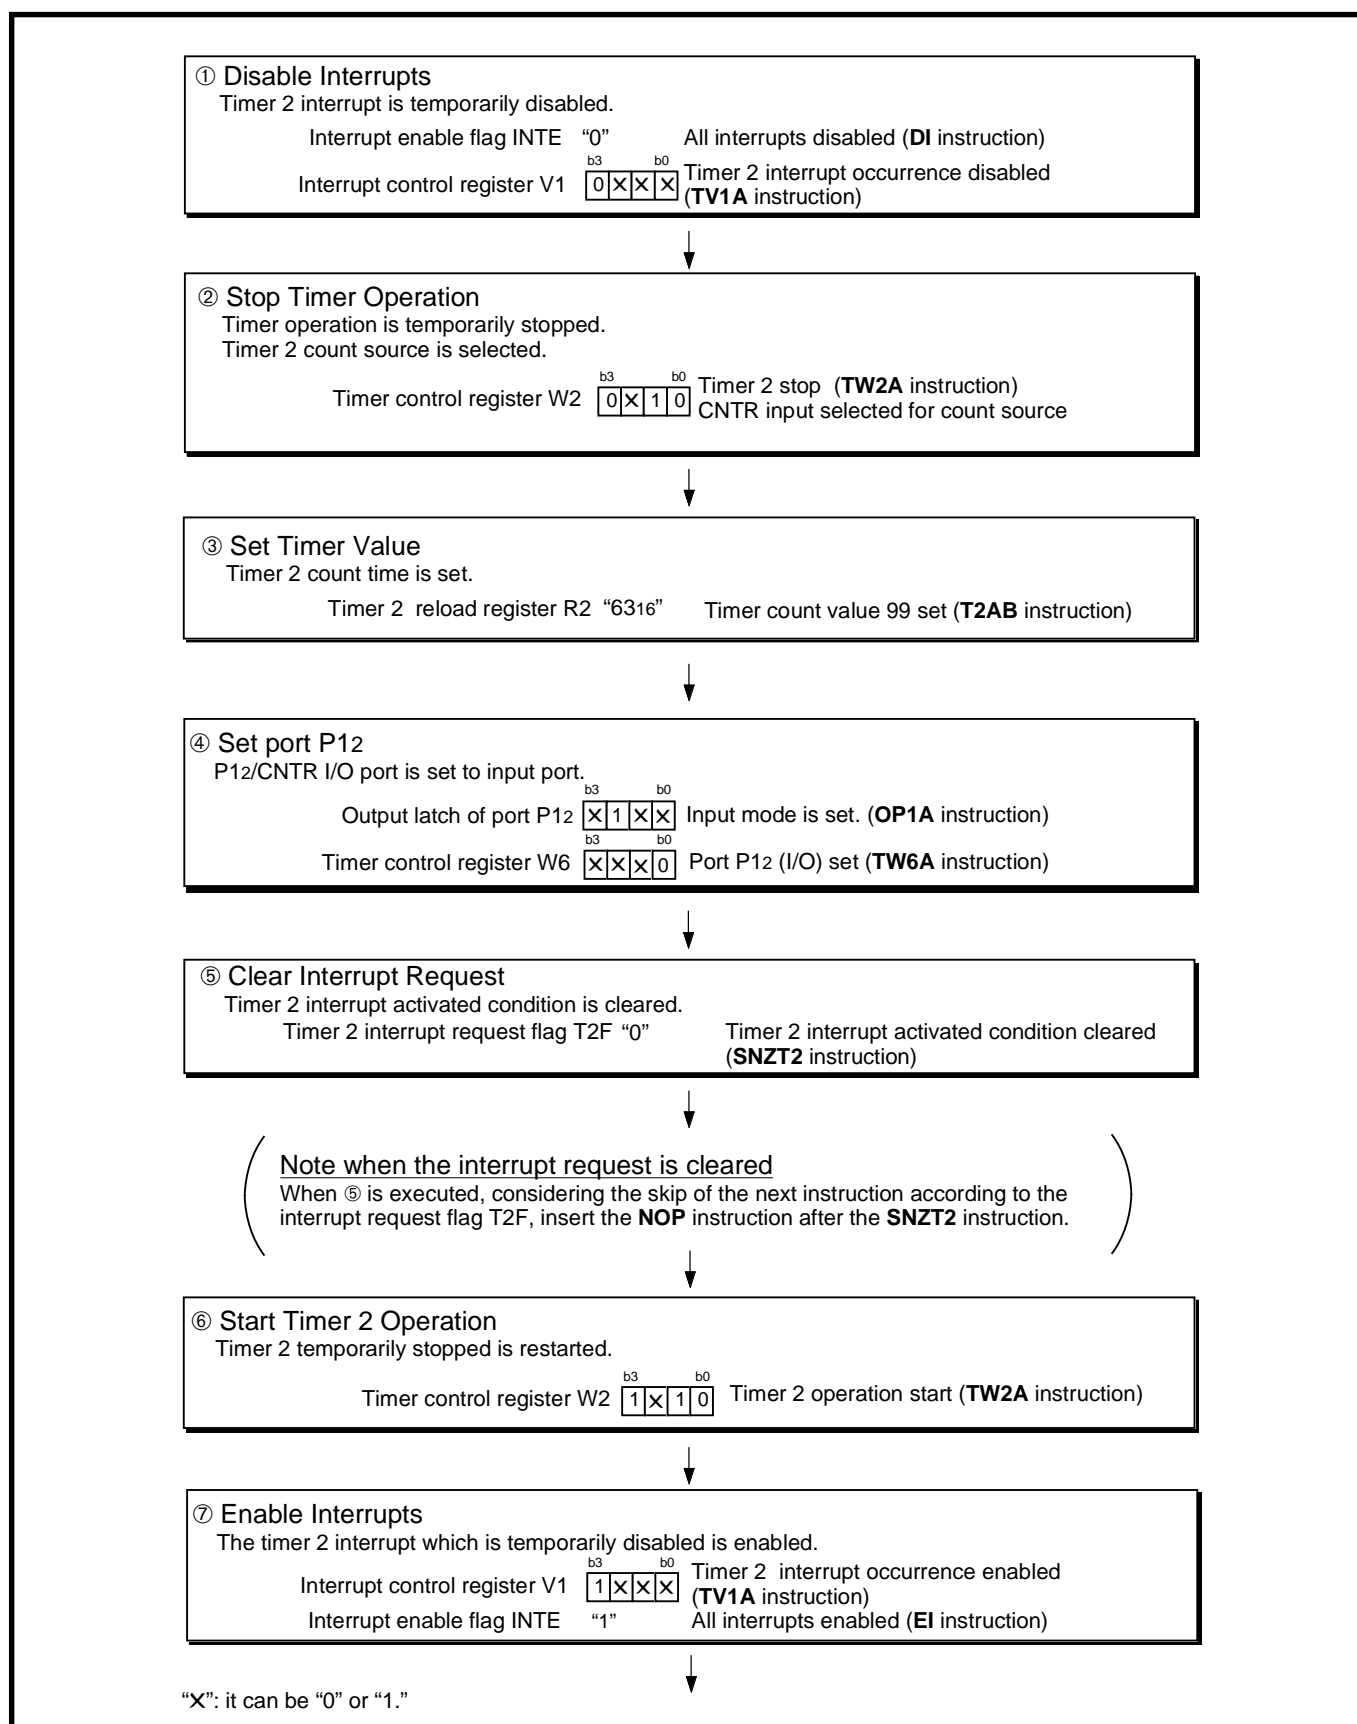 ① Disable Interrupts
Timer 2 interrupt is temporarily disabled.
Interrupt enable flag INTE “0” All interrupts disabled (DI instruction)
b3 b0
Interrupt control register V1 0 ✕ ✕ ✕ Timer 2 interrupt occurrence disabled
(TV1A instruction)
② Stop Timer Operation
Timer operation is temporarily stopped.
Timer 2 count source is selected.
b3 b0
Timer control register W2 0 ✕ 1 0 Timer 2 stop (TW2A instruction)
CNTR input selected for count source
③ Set Timer Value
Timer 2 count time is set.
Timer 2 reload register R2 “6316” Timer count value 99 set (T2AB instruction)
④ Set port P12
P12/CNTR I/O port is set to input port.
b3 b0
Output latch of port P12 ✕ 1 ✕ ✕ Input mode is set. (OP1A instruction)
b3 b0
Timer control register W6 ✕ ✕ ✕ 0 Port P12 (I/O) set (TW6A instruction)
⑤ Clear Interrupt Request
Timer 2 interrupt activated condition is cleared.
Timer 2 interrupt request flag T2F “0” Timer 2 interrupt activated condition cleared
(SNZT2 instruction)
Note when the interrupt request is cleared
When ⑤ is executed, considering the skip of the next instruction according to the
interrupt request flag T2F, insert the NOP instruction after the SNZT2 instruction.
⑥ Start Timer 2 Operation
Timer 2 temporarily stopped is restarted.
b3 b0
Timer control register W2 1 ✕ 1 0 Timer 2 operation start (TW2A instruction)
⑦ Enable Interrupts
The timer 2 interrupt which is temporarily disabled is enabled.
b3 b0
Interrupt control register V1 1 ✕ ✕ ✕ Timer 2 interrupt occurrence enabled
(TV1A instruction)
Interrupt enable flag INTE “1” All interrupts enabled (EI instruction)
“✕”: it can be “0” or “1.”